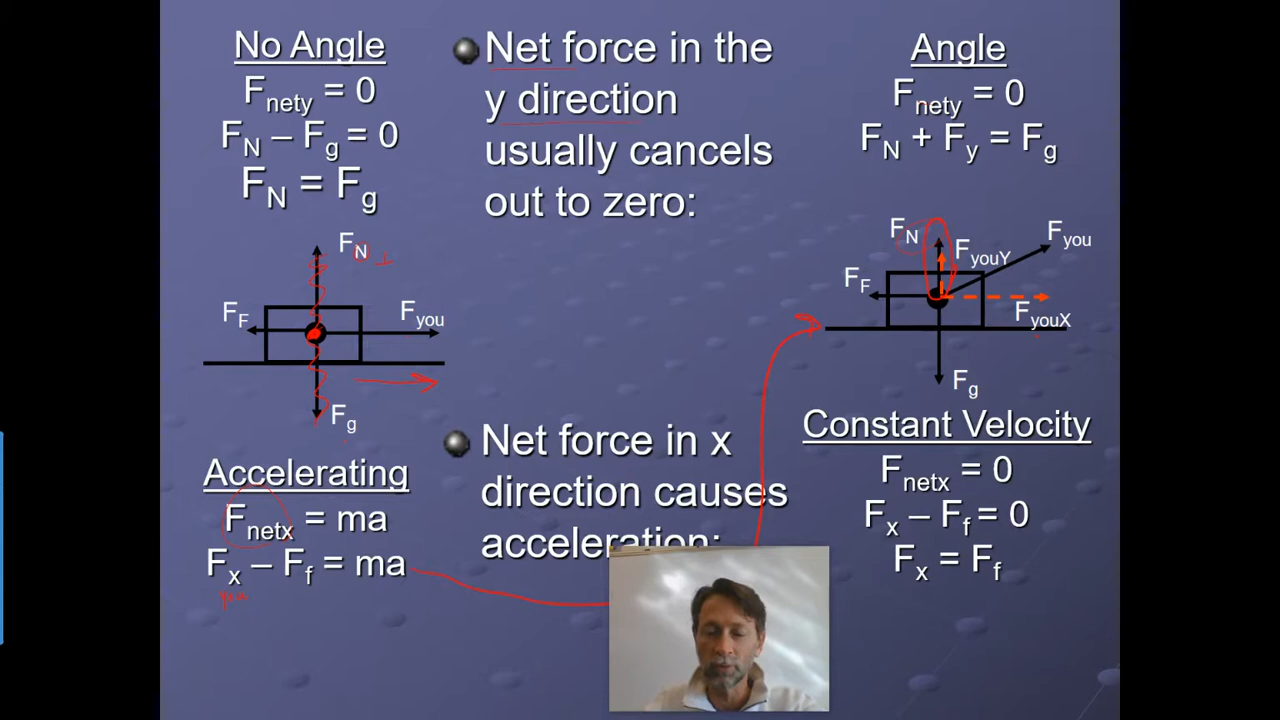 No Angle
Fnety = 0
FN – Fg = 0
FN = Fg
FN
FF
Fyou
Fg
Accelerating
Fnetx = ma
Fx – Ff = ma
Net force in the
y direction
usually cancels
out to zero:
Net force in x
direction causes
acceleration:
Angle
Fnety = 0
FN + Fy = Fg
FN
FyouY
Fyou
FF
FyouX
Fg
Constant Velocity
Fnetx = 0
Fx – Ff = 0
Fx = Ff